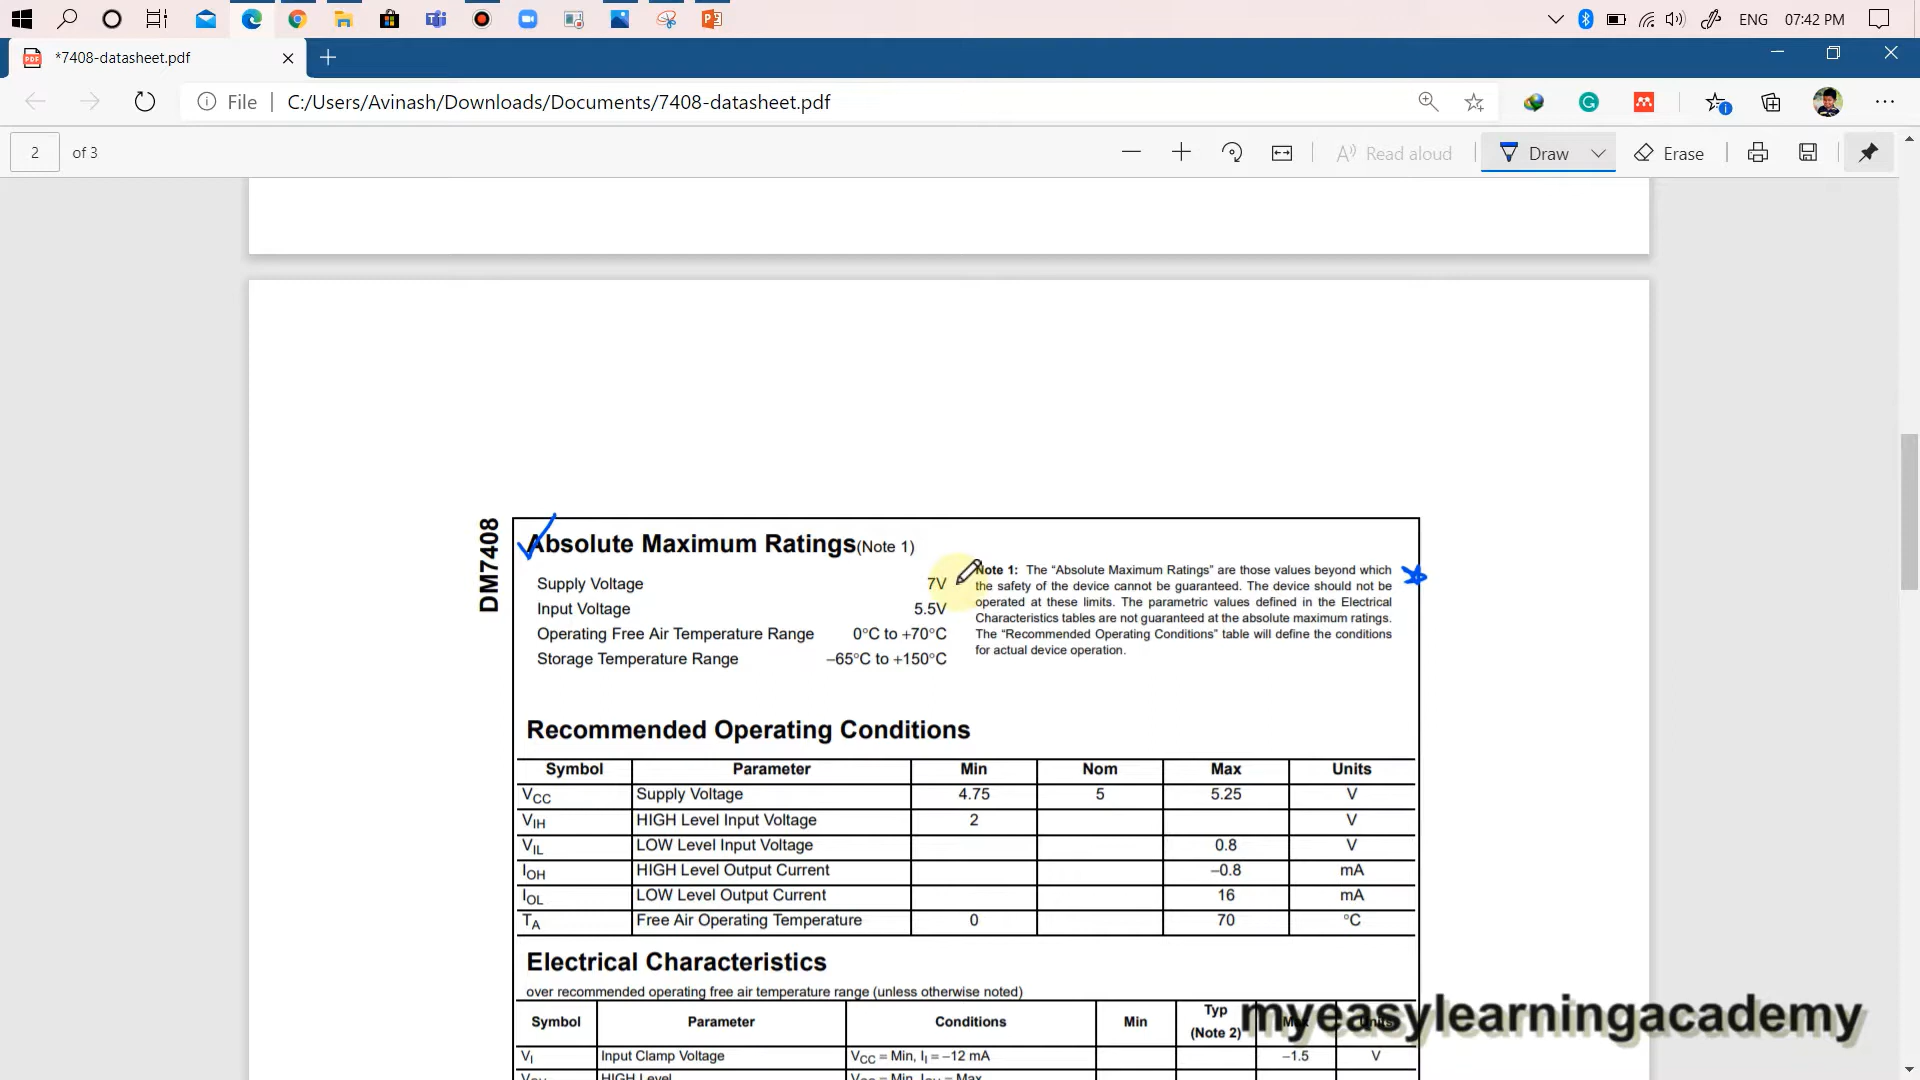 ENG 07:42 PM
*7408-datasheet.pdf
File C:/Users/Avinash/Downloads/Documents/7408-datasheet.pdf
2 of 3 Read aloud Draw Erase
DM7408
Absolute Maximum Ratings(Note 1)
Supply Voltage 7V
Input Voltage 5.5V
Operating Free Air Temperature Range 0°C to +70°C
Storage Temperature Range −65°C to +150°C
Note 1: The “Absolute Maximum Ratings” are those values beyond which
the safety of the device cannot be guaranteed. The device should not be
operated at these limits. The parametric values defined in the Electrical
Characteristics tables are not guaranteed at the absolute maximum ratings.
The “Recommended Operating Conditions” table will define the conditions
for actual device operation.
Recommended Operating Conditions
Symbol Parameter Min Nom Max Units
VCC Supply Voltage 4.75 5 5.25 V
VIH HIGH Level Input Voltage 2 V
VIL LOW Level Input Voltage 0.8 V
IOH HIGH Level Output Current −0.8 mA
IOL LOW Level Output Current 16 mA
TA Free Air Operating Temperature 0 70 °C
Electrical Characteristics
over recommended operating free air temperature range (unless otherwise noted)
Symbol Parameter Conditions Min Typ (Note 2) Max Units
myeasylearningacademy
VI Input Clamp Voltage VCC = Min, II = −12 mA −1.5 V
HIGH Level VCC = Min, IOH = Max